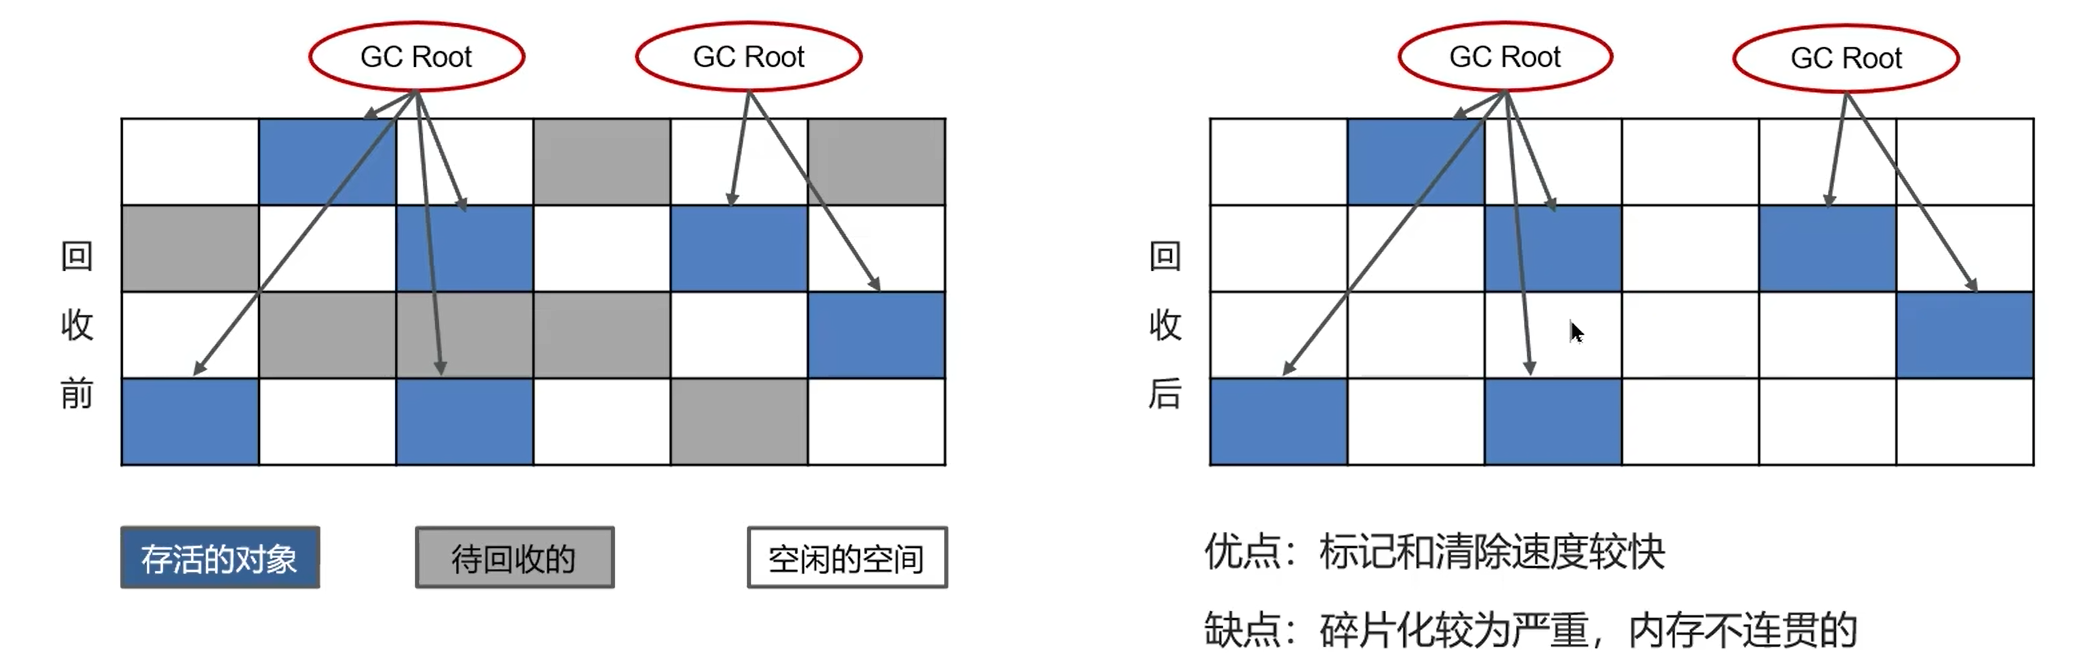 GC Root
GC Root
回
收
前
存活的对象
待回收的
空闲的空间
GC Root
GC Root
回
收
后
优点：标记和清除速度较快
缺点：碎片化较为严重，内存不连贯的